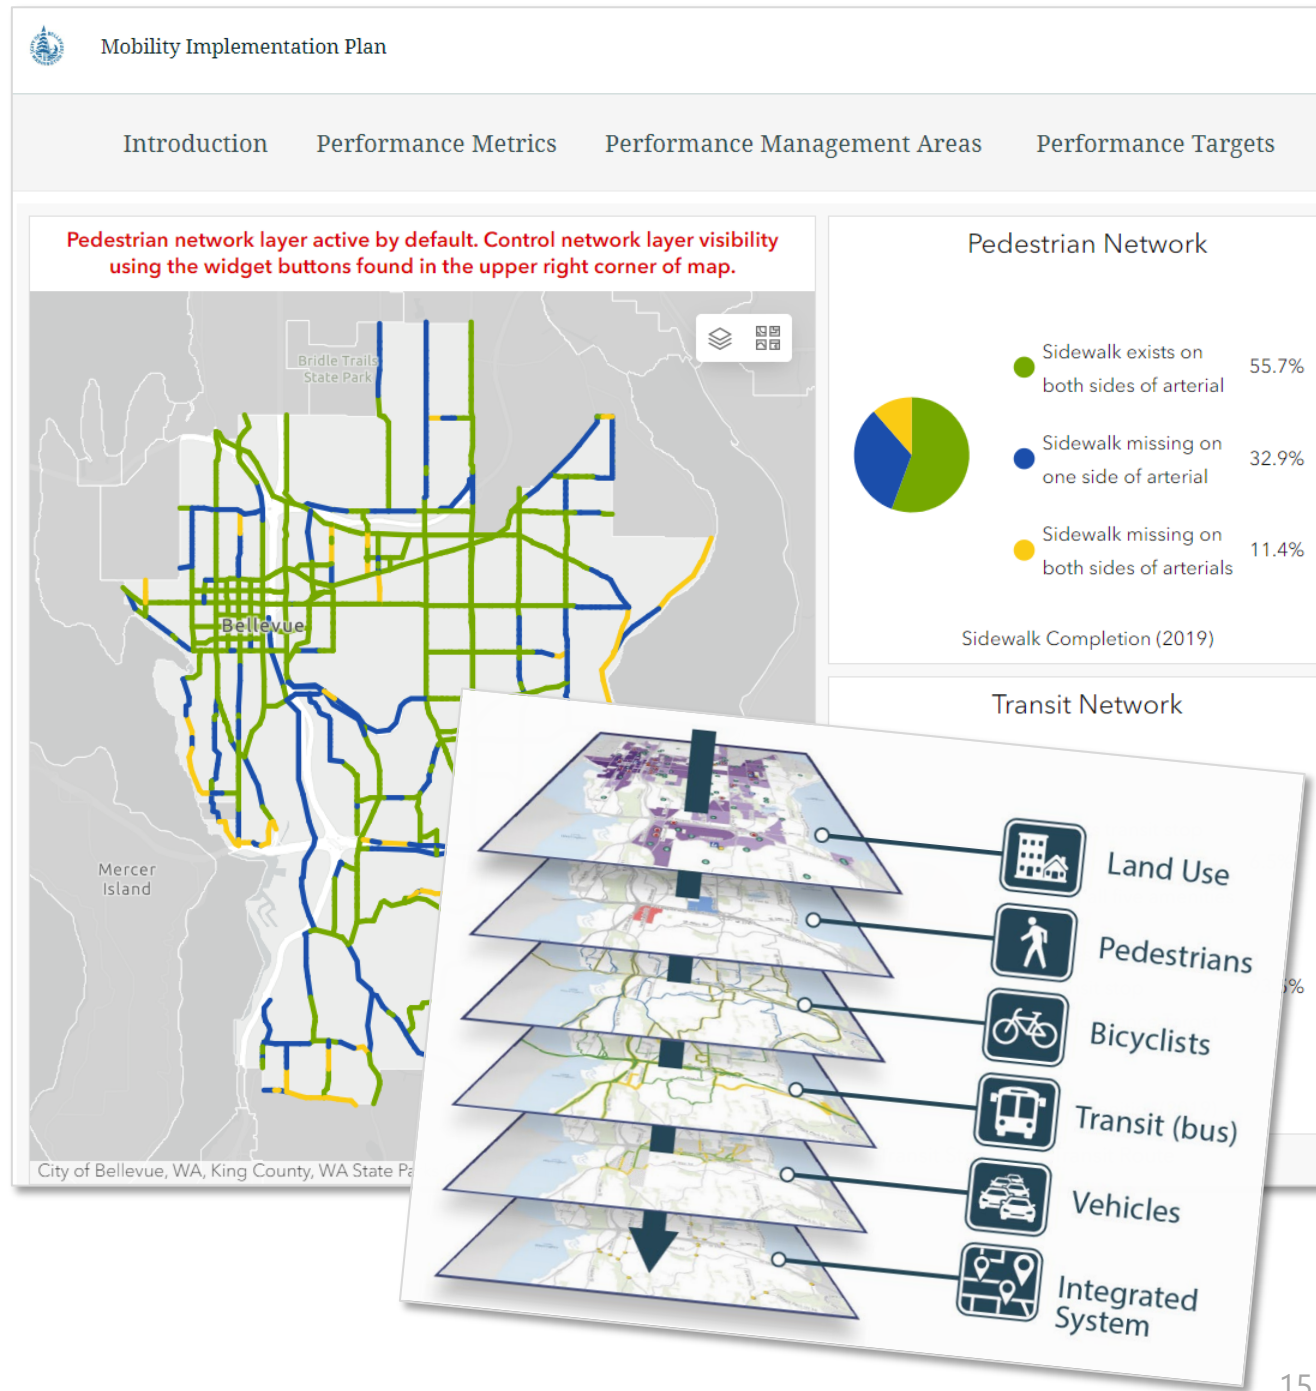 Mobility Implementation Plan
Introduction Performance Metrics Performance Management Areas Performance Targets
Pedestrian network layer active by default. Control network layer visibility
using the widget buttons found in the upper right corner of map.
Bridle Trails
State Park
Bellevue
Mercer
Island
City of Bellevue, WA, King County, WA State Pa
Pedestrian Network
Sidewalk exists on
both sides of arterial
55.7%
Sidewalk missing on
one side of arterial
32.9%
Sidewalk missing on
both sides of arterials
11.4%
Sidewalk Completion (2019)
Transit Network
%
Land Use
Pedestrians
Bicyclists
Transit (bus)
Vehicles
Integrated
System
15